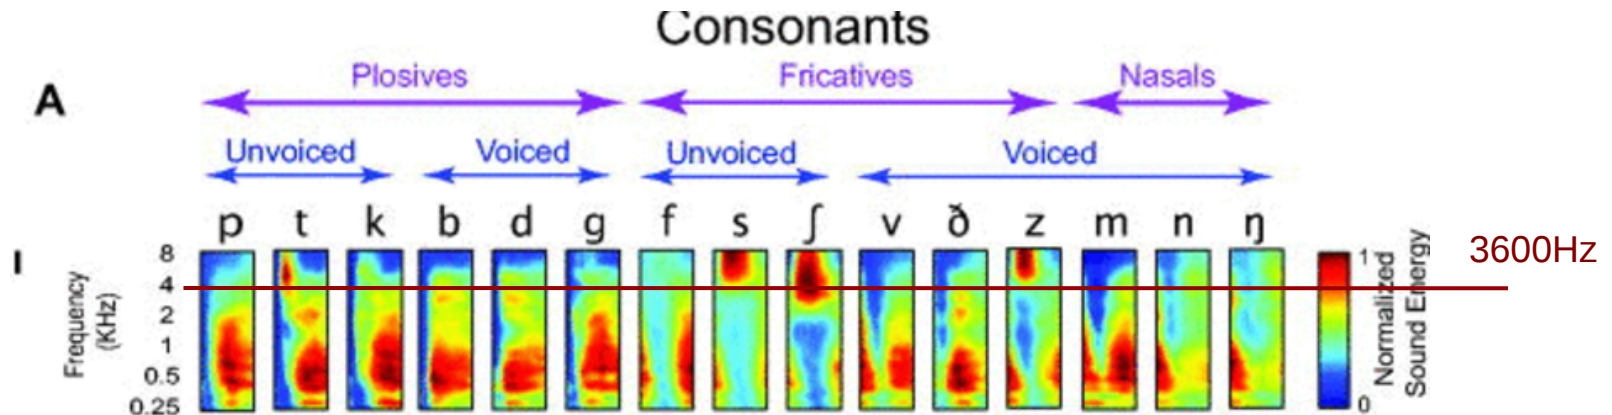 Consonants
A
Plosives Fricatives Nasals
Unvoiced Voiced Unvoiced Voiced
p t k b d g f s ʃ v ð z m n ŋ
I
Frequency
(KHz)
8
4
2
1
0.5
0.25
1
0
Normalized
Sound Energy
3600Hz